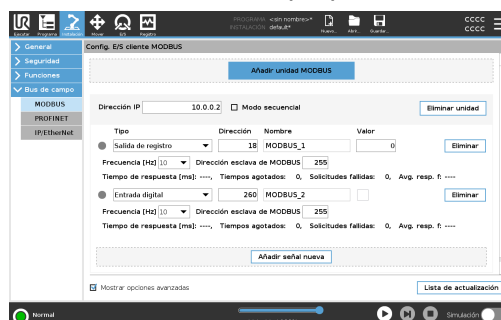 PROGRAMA <sin nombre>*
INSTALACIÓN default*
Ejecutar Programa Instalación Mover E/S Registro Nuevo... Abrir... Guardar...
CCCC
CCCC
General
Config. E/S cliente MODBUS
Seguridad
Funciones
Bus de campo
MODBUS
PROFINET
IP/EtherNet
Añadir unidad MODBUS
Dirección IP 10.0.0.2 Modo secuencial Eliminar unidad
Tipo Dirección Nombre Valor
Salida de registro 18 MODBUS_1 0 Eliminar
Frecuencia [Hz] 10 Dirección esclava de MODBUS 255
Tiempo de respuesta [ms]: ----, Tiempos agotados: 0, Solicitudes fallidas: 0, Avg. resp. f: ----
Entrada digital 260 MODBUS_2 Eliminar
Frecuencia [Hz] 10 Dirección esclava de MODBUS 255
Tiempo de respuesta [ms]: ----, Tiempos agotados: 0, Solicitudes fallidas: 0, Avg. resp. f: ----
Añadir señal nueva
Mostrar opciones avanzadas
Lista de actualización
Normal
Simulación